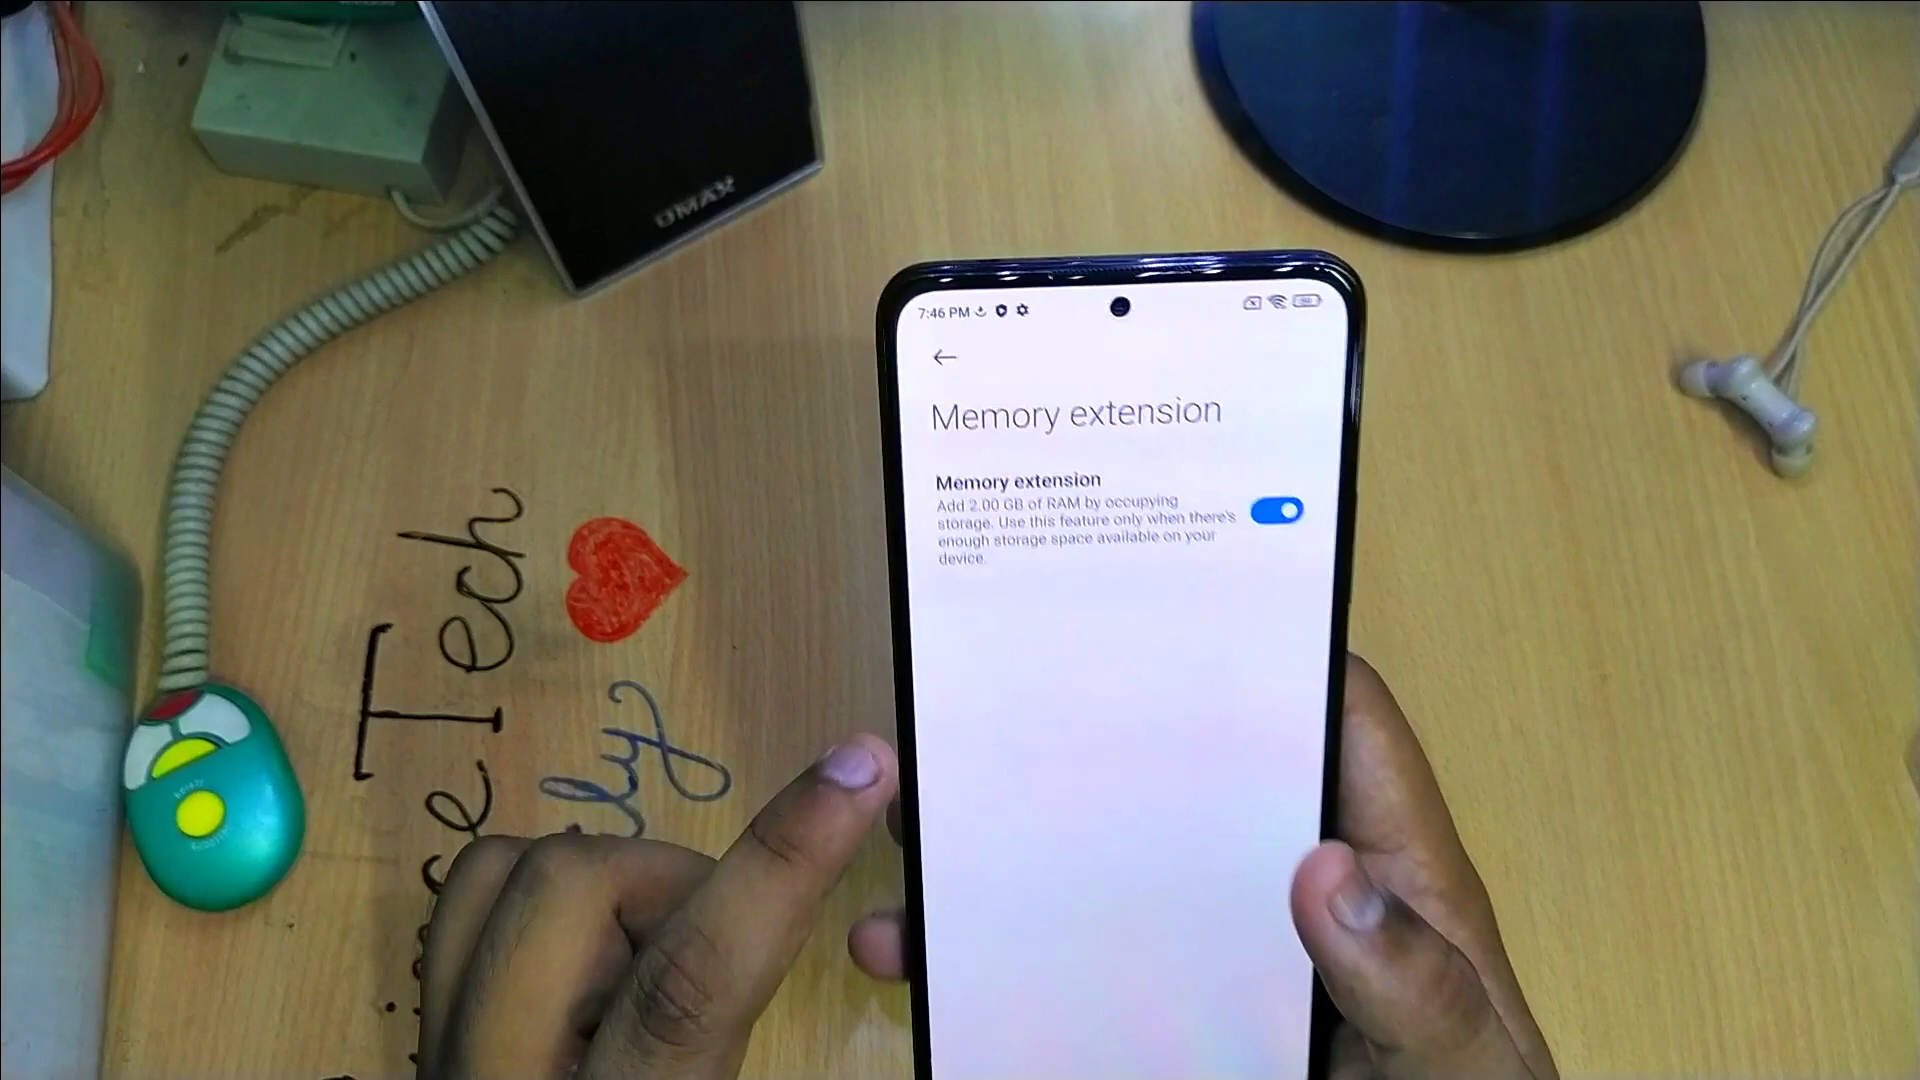 7:46 PM
Memory extension
Memory extension
Add 2.00 GB of RAM by occupying
storage. Use this feature only when there's
enough storage space available on your
device.
Tech